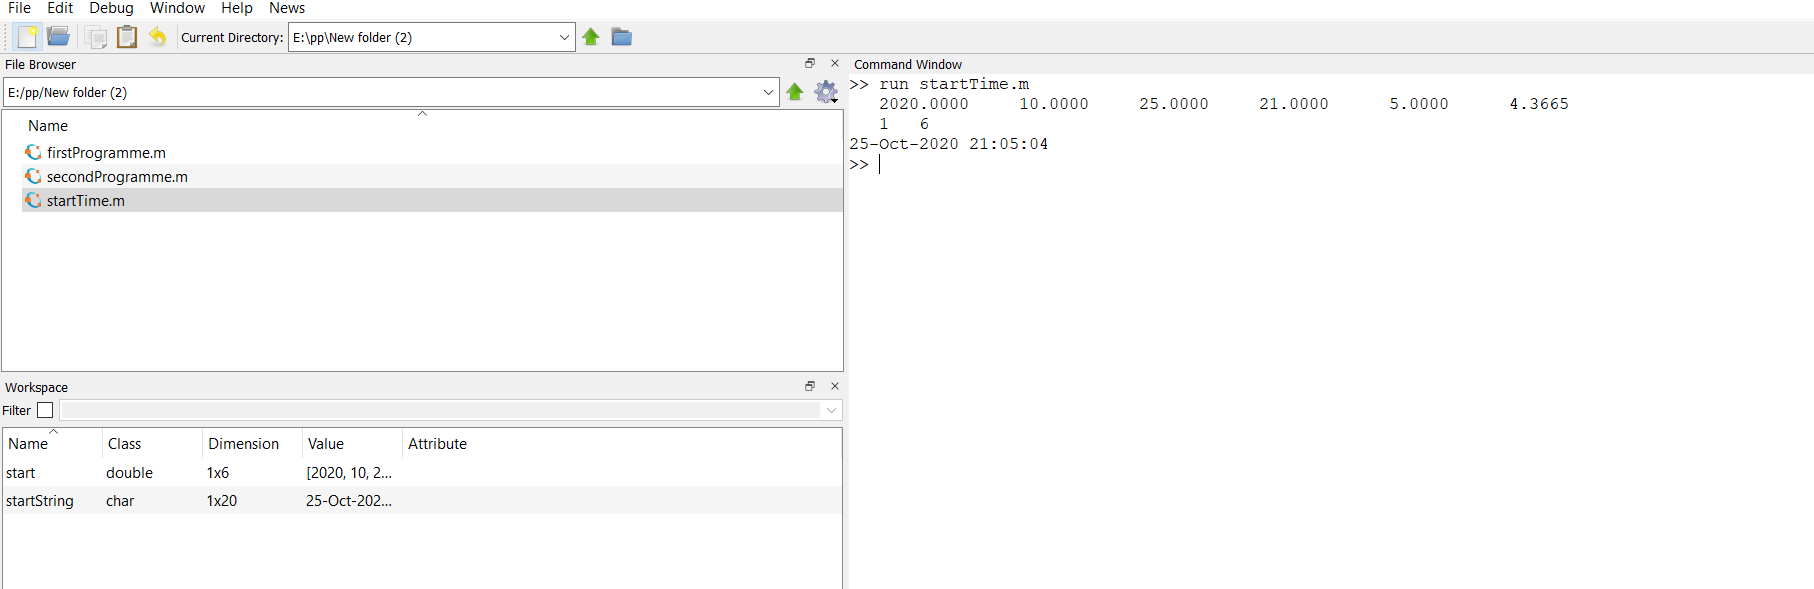 File Edit Debug Window Help News
Current Directory: E:\pp\New folder (2)
File Browser
E:/pp/New folder (2)
Name
firstProgramme.m
secondProgramme.m
startTime.m
Workspace
Filter
Name Class Dimension Value Attribute
start double 1x6 [2020, 10, 2...
startString char 1x20 25-Oct-202...
Command Window
>> run startTime.m
2020.0000 10.0000 25.0000 21.0000 5.0000 4.3665
1 6
25-Oct-2020 21:05:04
>>